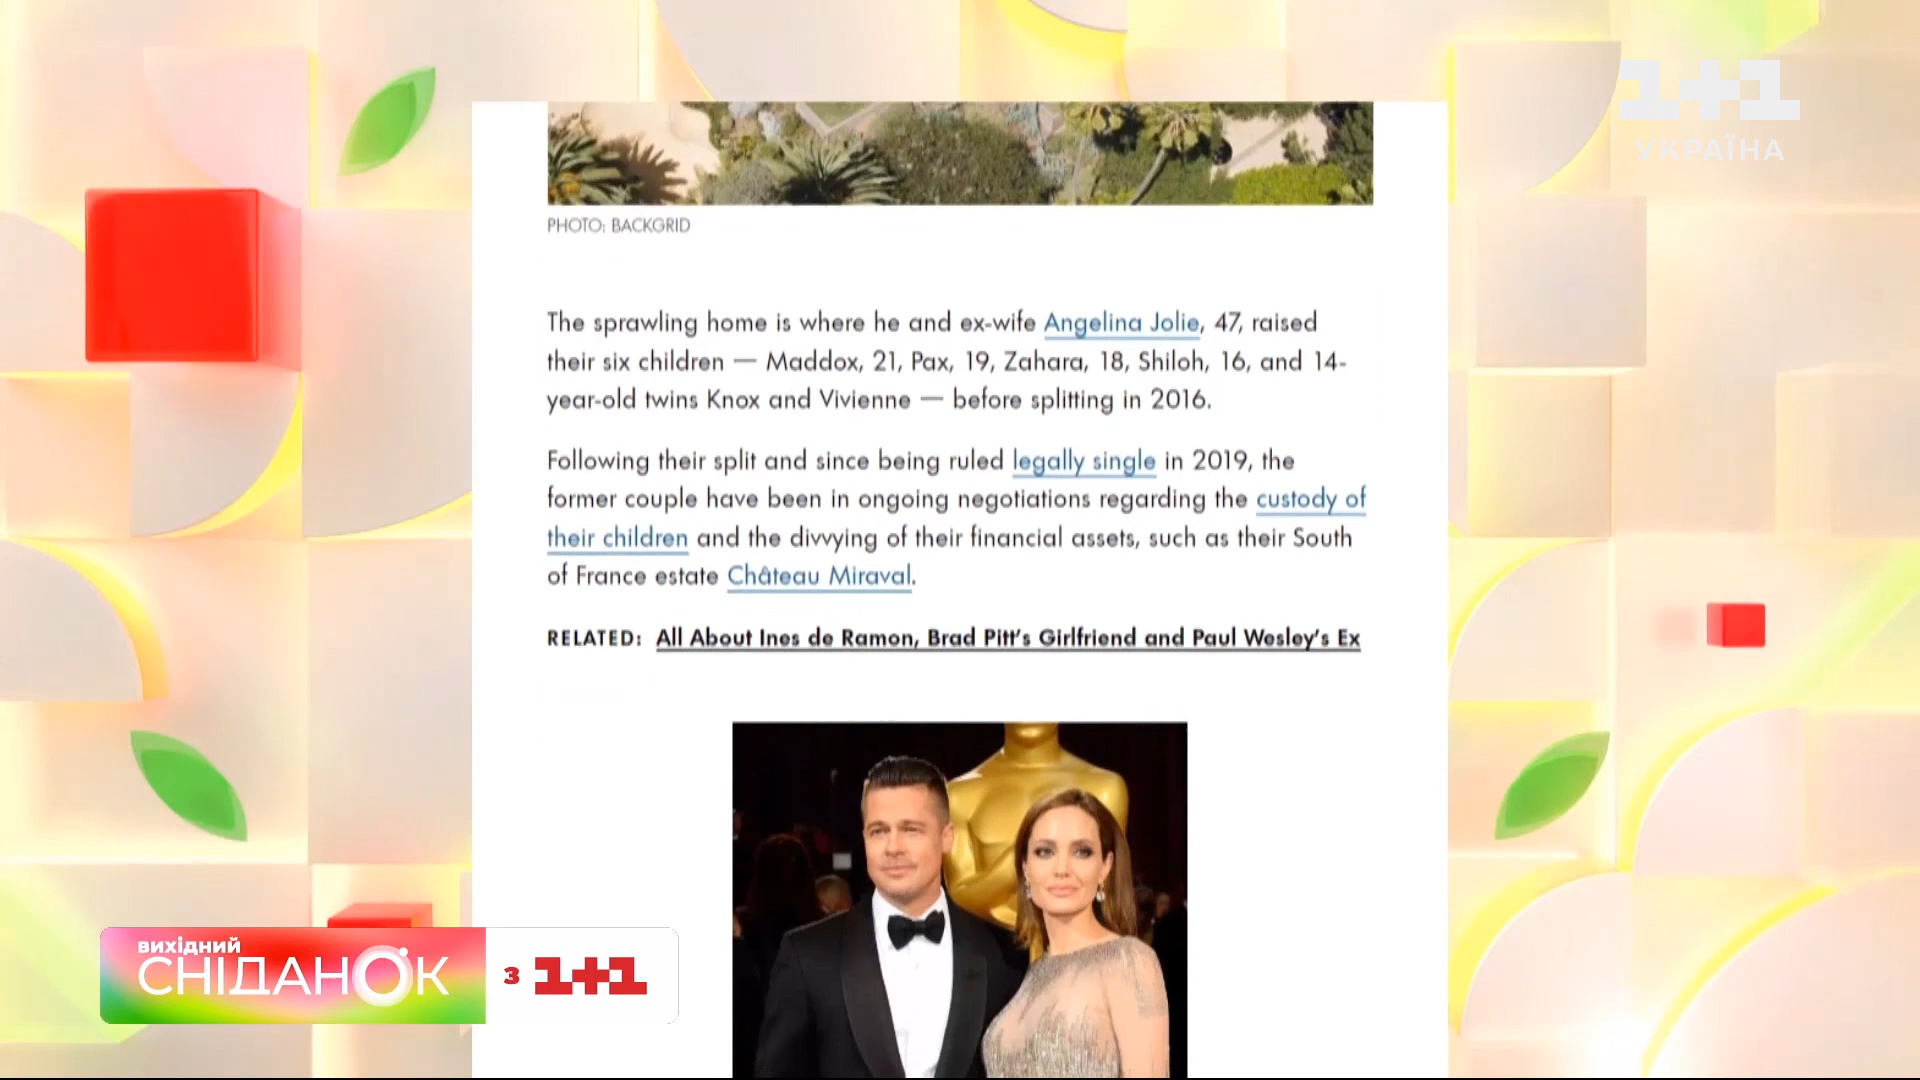 1+1
УКРАЇНА
PHOTO: BACKGRID
The sprawling home is where he and ex-wife Angelina Jolie, 47, raised
their six children — Maddox, 21, Pax, 19, Zahara, 18, Shiloh, 16, and 14-
year-old twins Knox and Vivienne — before splitting in 2016.
Following their split and since being ruled legally single in 2019, the
former couple have been in ongoing negotiations regarding the custody of
their children and the divvying of their financial assets, such as their South
of France estate Château Miraval.
RELATED: All About Ines de Ramon, Brad Pitt's Girlfriend and Paul Wesley's Ex
вихідний
СНІДАНОК з 1+1